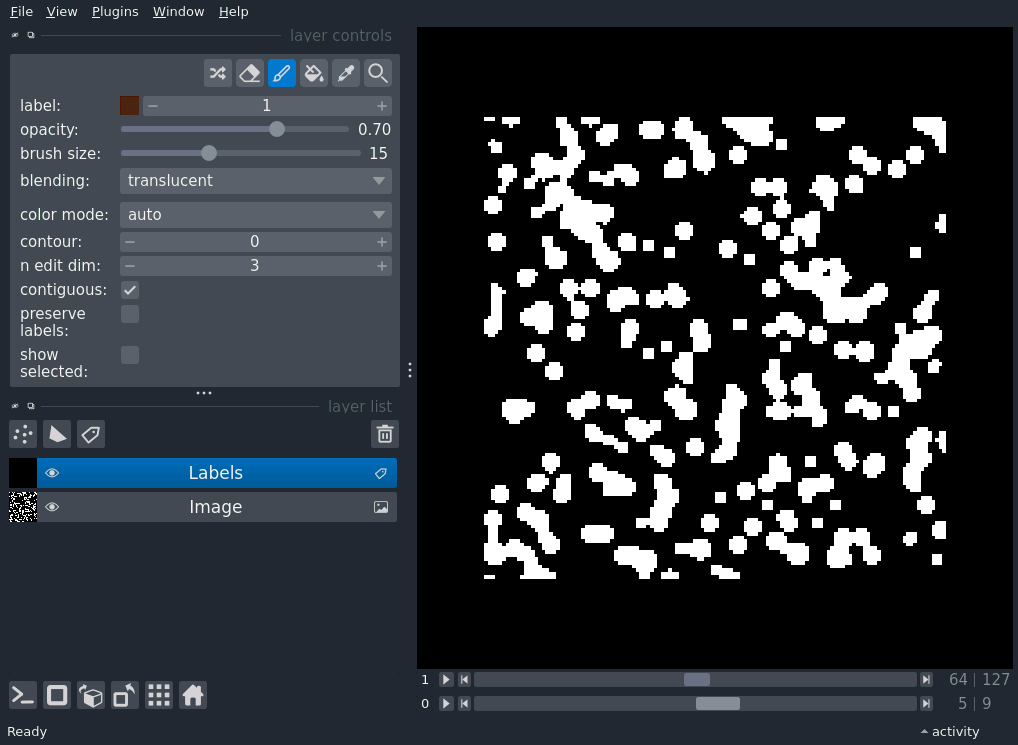 File View Plugins Window Help
layer controls
label: 1
opacity: 0.70
brush size: 15
blending: translucent
color mode: auto
contour: 0
n edit dim: 3
contiguous:
preserve
labels:
show
selected:
layer list
Labels
Image
1 64 | 127
0 5 | 9
Ready activity